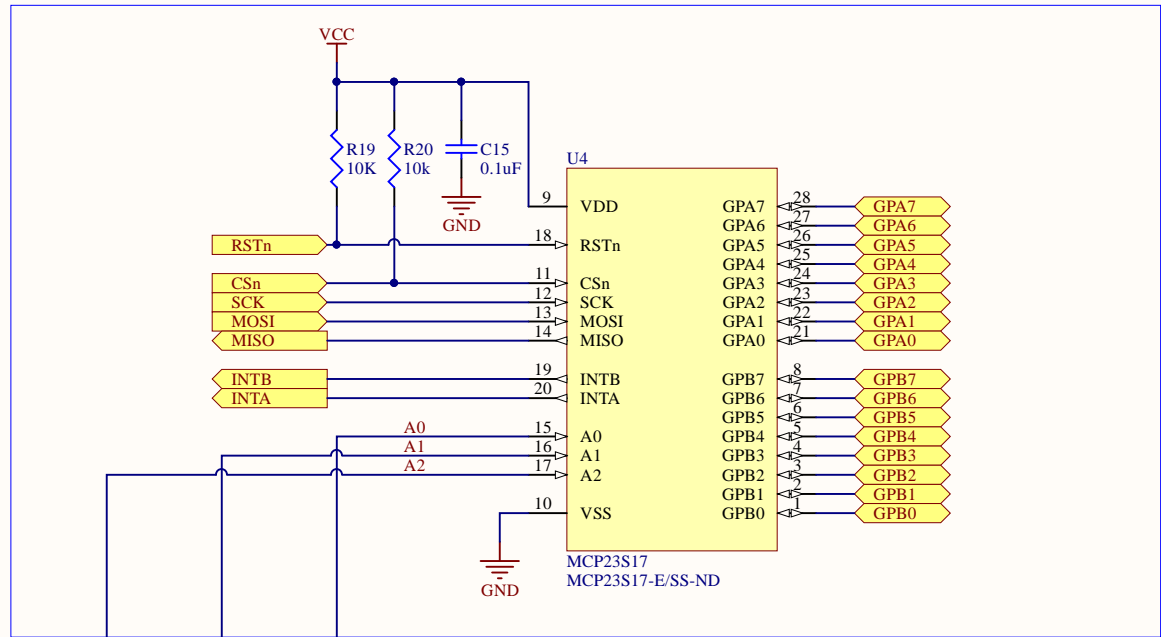 VCC
R19
10K
R20
10k
C15
0.1uF
GND
U4
9 VDD
RSTn 18 RSTn
CSn 11 CSn
SCK 12 SCK
MOSI 13 MOSI
MISO 14 MISO
INTB 19 INTB
INTA 20 INTA
A0 15 A0
A1 16 A1
A2 17 A2
10 VSS
GND
GPA7 28 GPA7
GPA6 27 GPA6
GPA5 26 GPA5
GPA4 25 GPA4
GPA3 24 GPA3
GPA2 23 GPA2
GPA1 22 GPA1
GPA0 21 GPA0
GPB7 8 GPB7
GPB6 7 GPB6
GPB5 6 GPB5
GPB4 5 GPB4
GPB3 4 GPB3
GPB2 3 GPB2
GPB1 2 GPB1
GPB0 1 GPB0
MCP23S17
MCP23S17-E/SS-ND